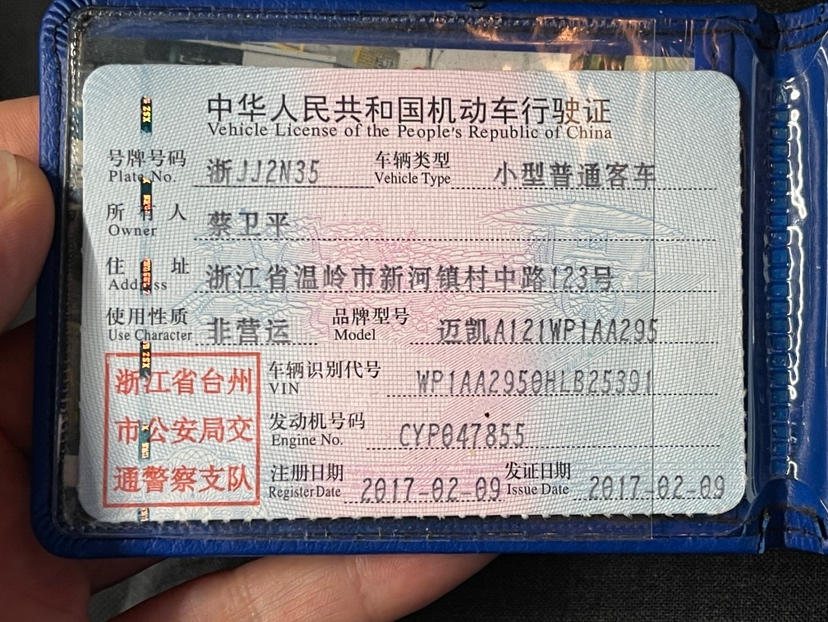 中华人民共和国机动车行驶证
Vehicle License of the People's Republic of China
号牌号码 浙JJ2N35 车辆类型 小型普通客车
Plate No. Vehicle Type
所有人 蔡卫平
Owner
住址 浙江省温岭市新河镇村中路123号
Address
使用性质 非营运 品牌型号 迈凯A121WP1AA295
Use Character Model
浙江省台州
市公安局交
通警察支队
车辆识别代号 WP1AA2950HLB25391
VIN
发动机号码 CYP047855
Engine No.
注册日期 2017-02-09 发证日期 2017-02-09
Register Date Issue Date